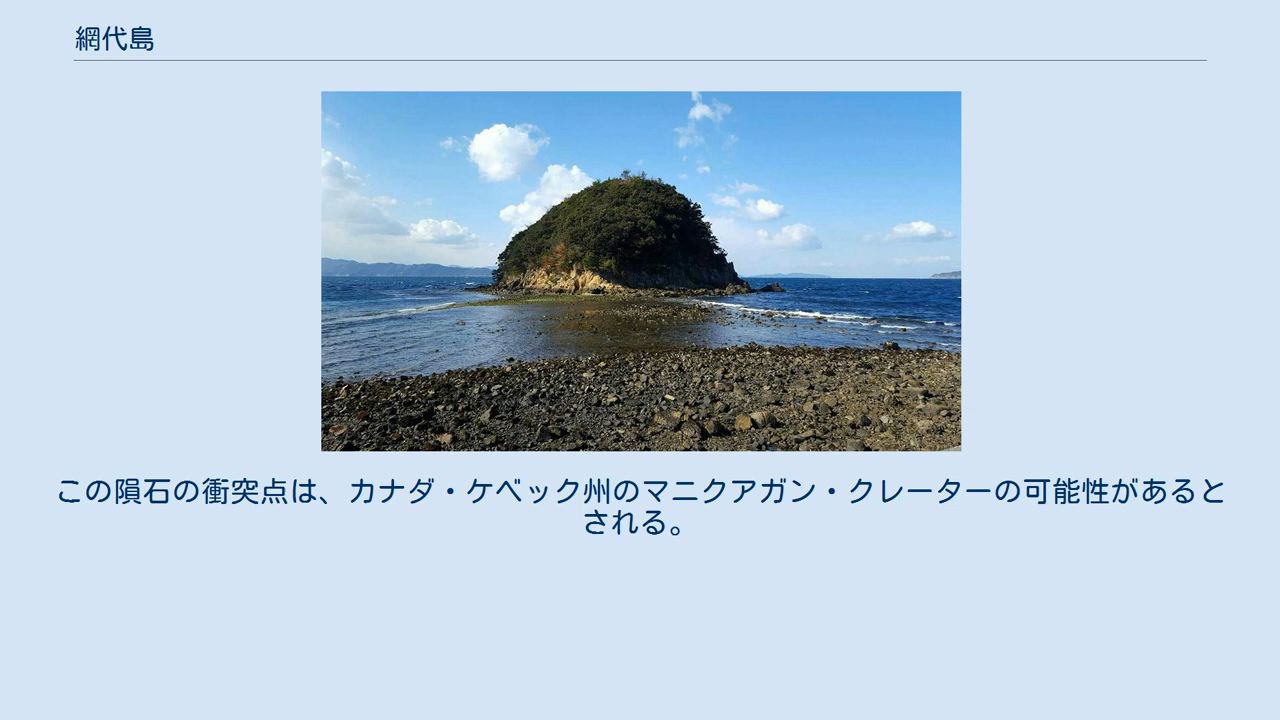 網代島
この隕石の衝突点は、カナダ・ケベック州のマニクアガン・クレーターの可能性があると
される。